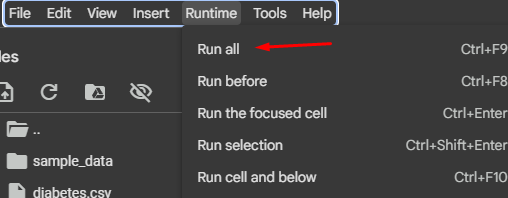 File Edit View Insert Runtime Tools Help
Run all Ctrl+F9
Run before Ctrl+F8
Run the focused cell Ctrl+Enter
Run selection Ctrl+Shift+Enter
Run cell and below Ctrl+F10
les
..
sample_data
diabetes.csv